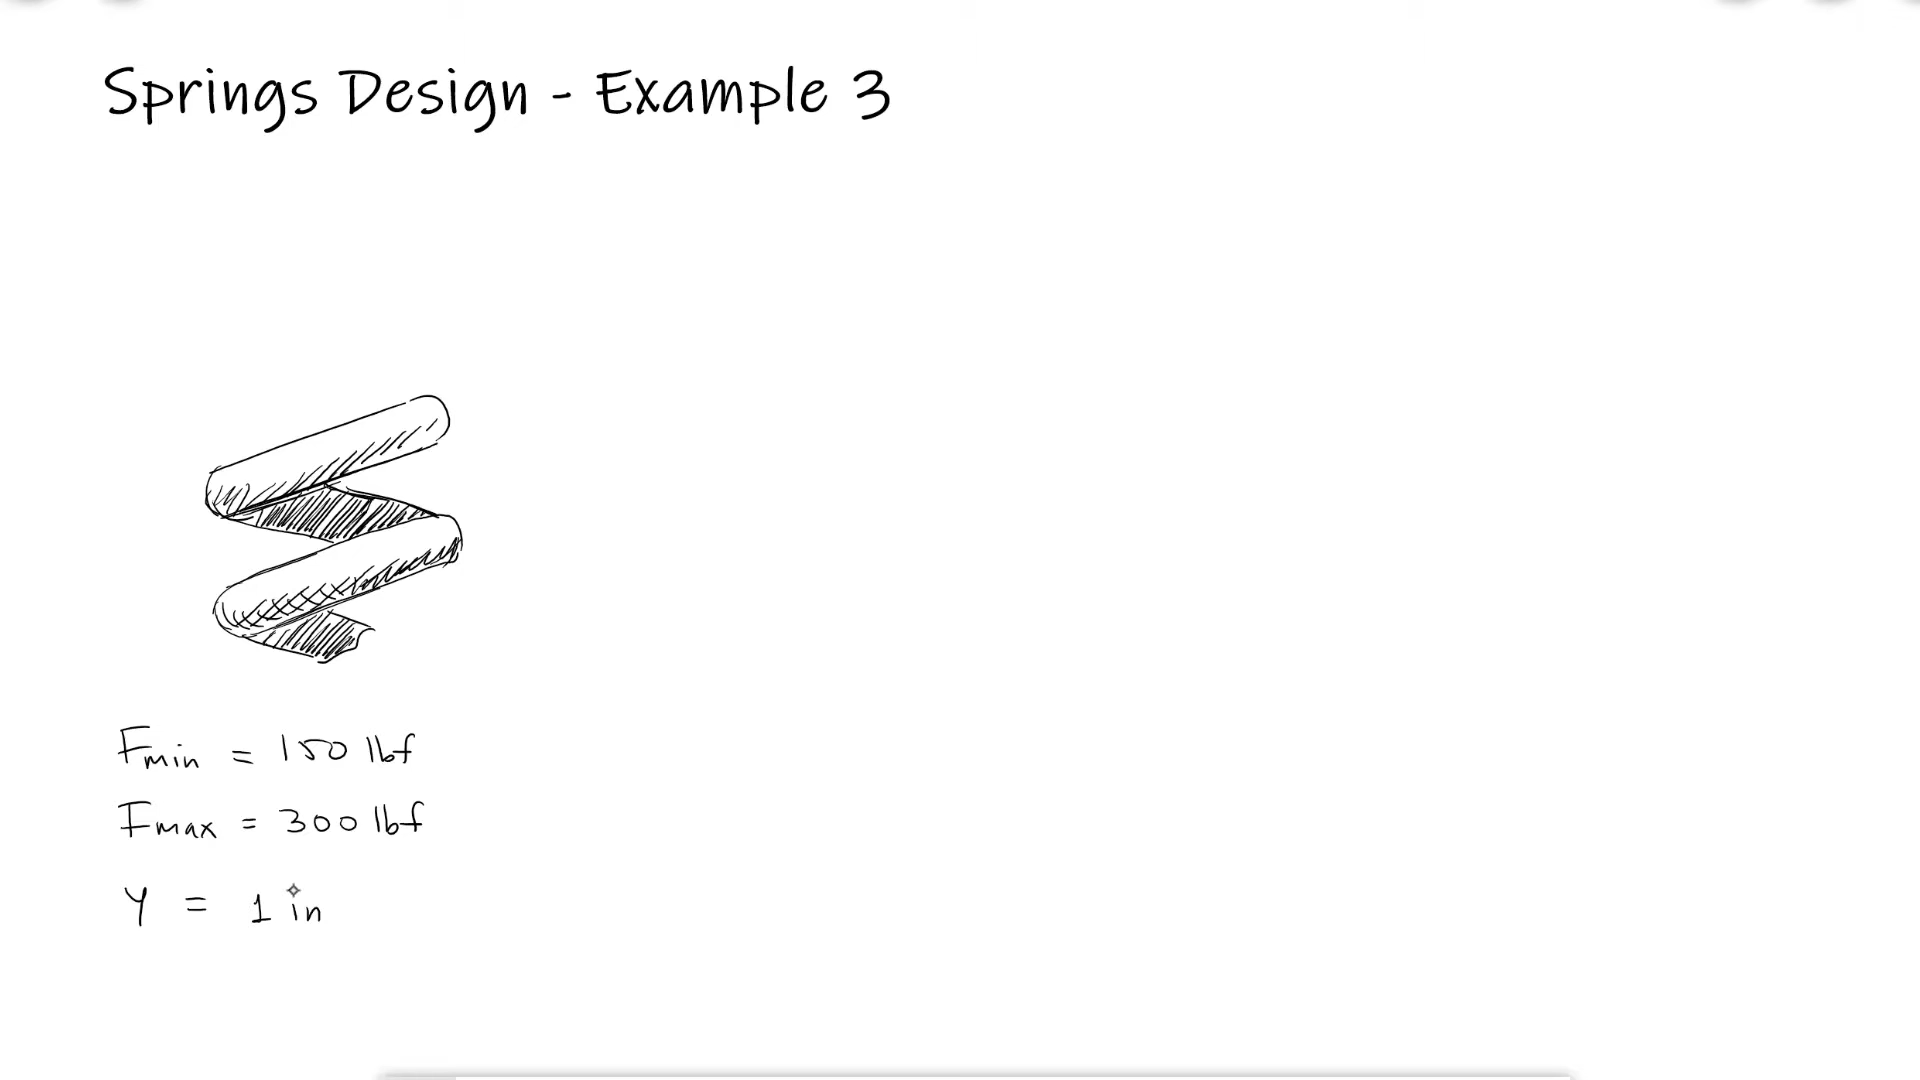 Springs Design - Example 3
Fmin = 150 lbf
Fmax = 300 lbf
Y = 1 in